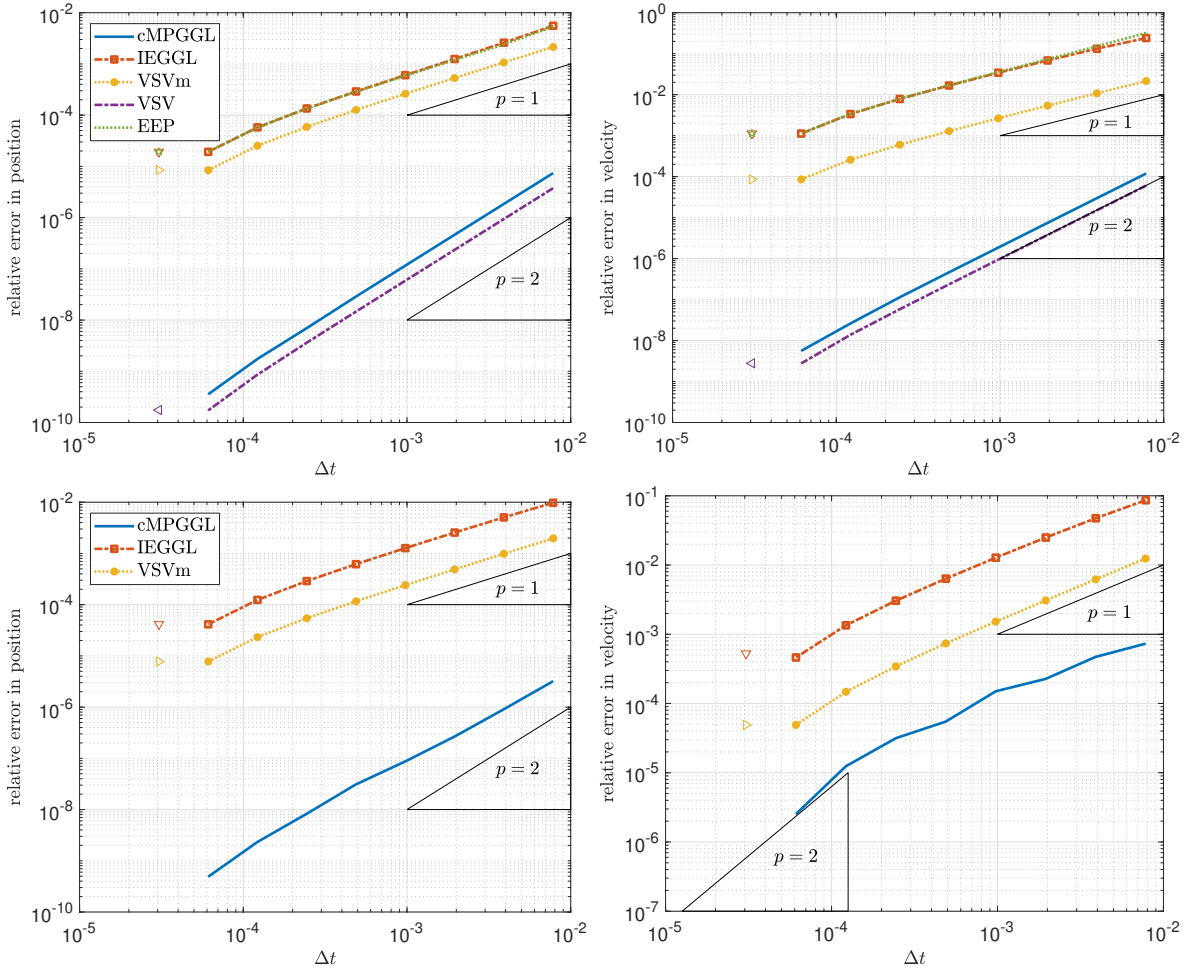 10^-2
10^-4
10^-6
10^-8
10^-10
relative error in position
cMPGGL
IEGGL
VSVm
VSV
EEP
p = 1
p = 2
10^-5
10^-4
10^-3
10^-2
Δt
10^0
10^-2
10^-4
10^-6
10^-8
10^-10
relative error in velocity
p = 1
p = 2
10^-5
10^-4
10^-3
10^-2
Δt
10^-2
10^-4
10^-6
10^-8
10^-10
relative error in position
cMPGGL
IEGGL
VSVm
p = 1
p = 2
10^-5
10^-4
10^-3
10^-2
Δt
10^-1
10^-2
10^-3
10^-4
10^-5
10^-6
10^-7
relative error in velocity
p = 1
p = 2
10^-5
10^-4
10^-3
10^-2
Δt